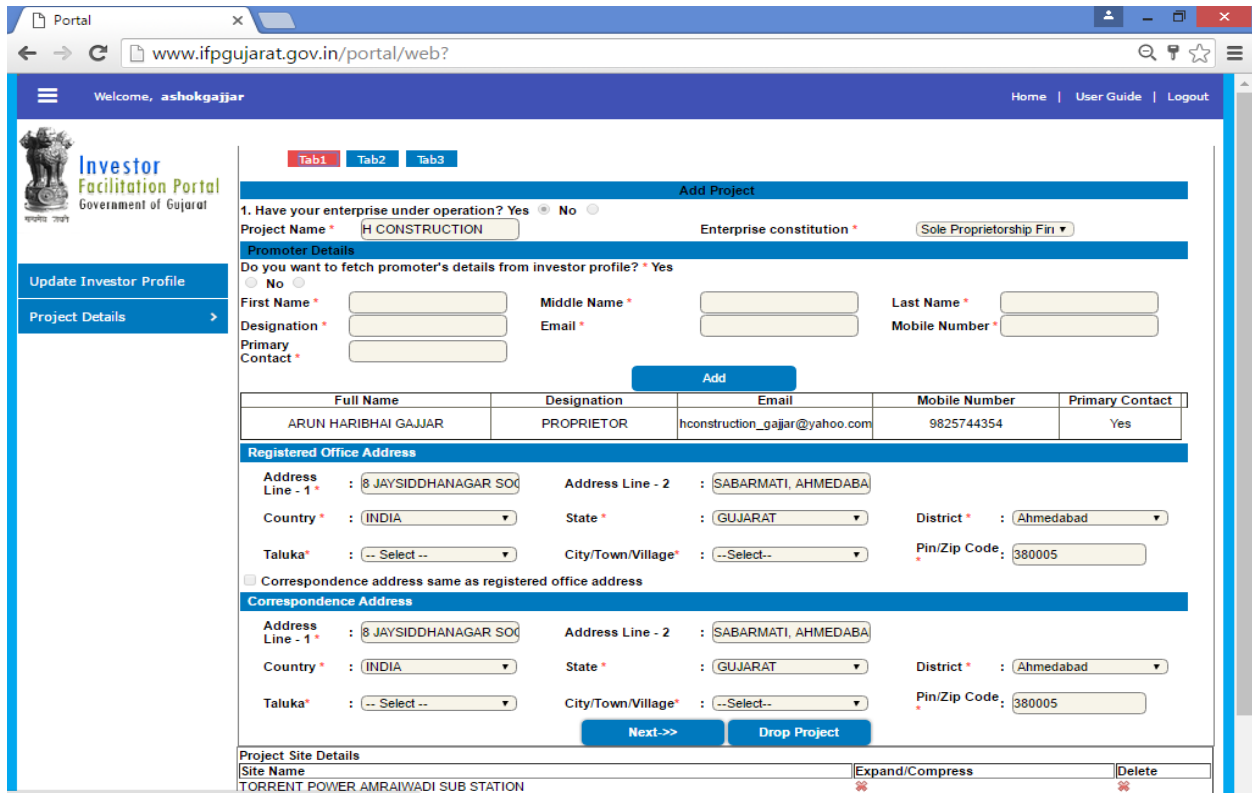 Portal
www.ifpgujarat.gov.in/portal/web?
Welcome, ashokgajjar Home | User Guide | Logout
सत्यमेव जयते
Investor
Facilitation Portal
Government of Gujarat
Update Investor Profile
Project Details >
Tab1 Tab2 Tab3
Add Project
1. Have your enterprise under operation? Yes No
Project Name * H CONSTRUCTION Enterprise constitution * Sole Proprietorship Firm
Promoter Details
Do you want to fetch promoter's details from investor profile? * Yes
No
First Name * Middle Name * Last Name *
Designation * Email * Mobile Number *
Primary
Contact *
Add
Full Name Designation Email Mobile Number Primary Contact
ARUN HARIBHAI GAJJAR PROPRIETOR hconstruction_gajjar@yahoo.com 9825744354 Yes
Registered Office Address
Address
Line - 1 * : 8 JAYSIDDHANAGAR SOC Address Line - 2 : SABARMATI, AHMEDABA
Country * : INDIA State * : GUJARAT District * : Ahmedabad
Taluka* : -- Select -- City/Town/Village* : --Select-- Pin/Zip Code * : 380005
Correspondence address same as registered office address
Correspondence Address
Address
Line - 1 * : 8 JAYSIDDHANAGAR SOC Address Line - 2 : SABARMATI, AHMEDABA
Country * : INDIA State * : GUJARAT District * : Ahmedabad
Taluka* : -- Select -- City/Town/Village* : --Select-- Pin/Zip Code * : 380005
Next->> Drop Project
Project Site Details
Site Name Expand/Compress Delete
TORRENT POWER AMRAIWADI SUB STATION